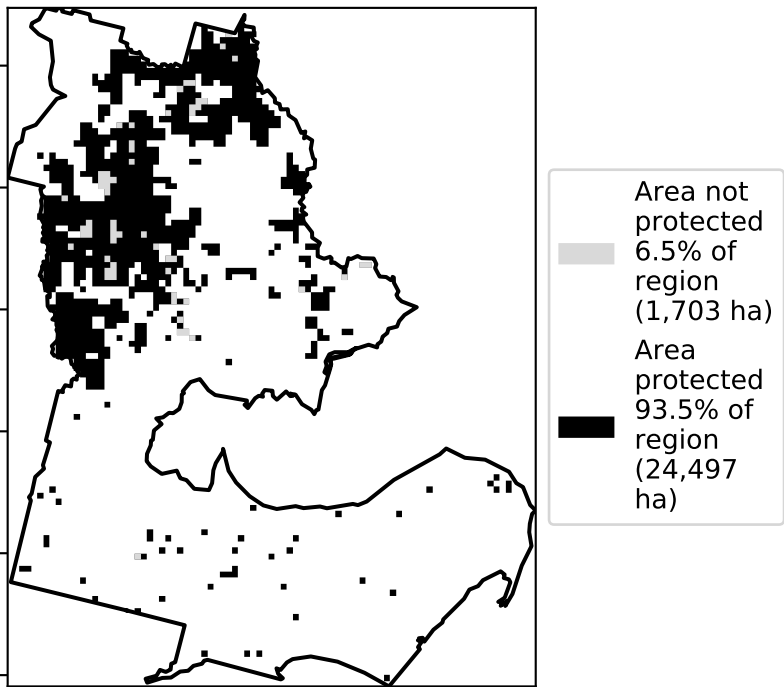 Area not
protected
6.5% of
region
(1,703 ha)
Area
protected
93.5% of
region
(24,497
ha)